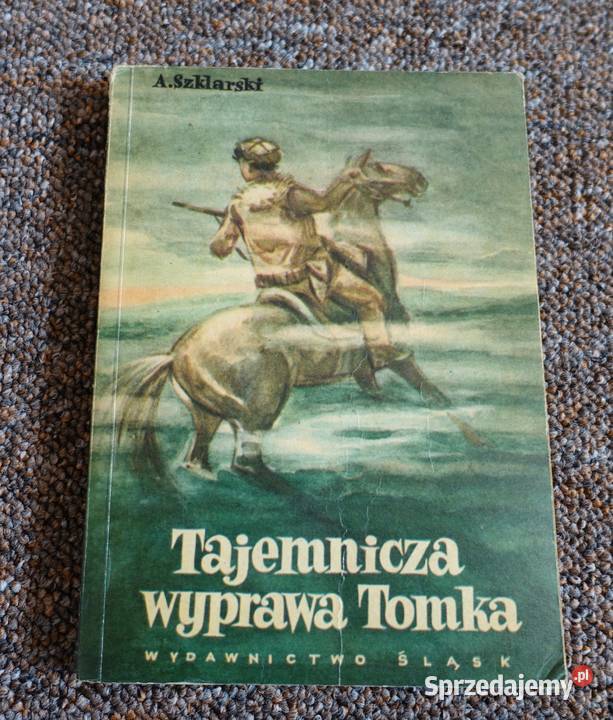 A. Szklarski
Tajemnicza
wyprawa Tomka
WYDAWNICTWO ŚLĄSK
Sprzedajemy.pl